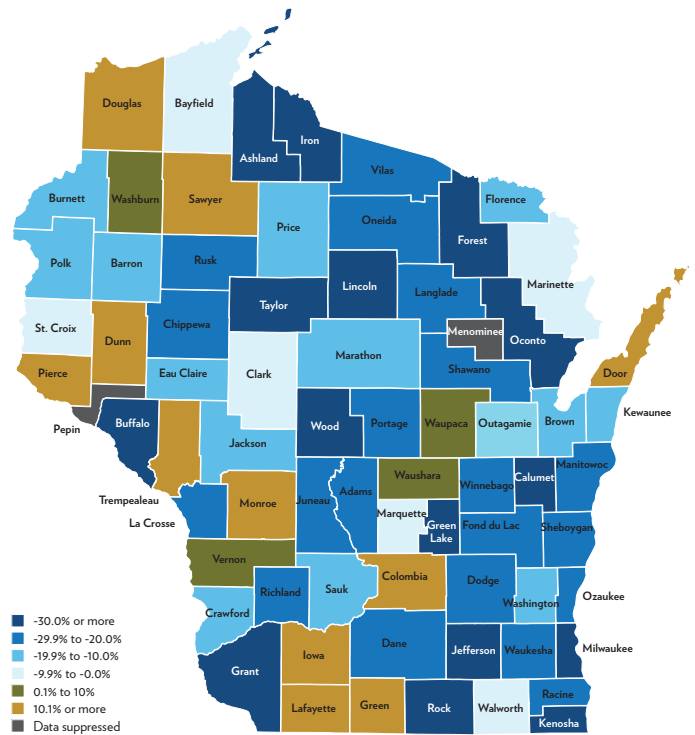 Douglas
Bayfield
Ashland
Iron
Vilas
Burnett
Washburn
Sawyer
Price
Oneida
Florence
Forest
Polk
Barron
Rusk
Marinette
Taylor
Lincoln
Langlade
St. Croix
Dunn
Chippewa
Menominee
Oconto
Pierce
Eau Claire
Clark
Marathon
Shawano
Door
Pepin
Buffalo
Jackson
Wood
Portage
Waupaca
Outagamie
Brown
Kewaunee
Trempealeau
La Crosse
Monroe
Juneau
Adams
Waushara
Winnebago
Calumet
Manitowoc
Marquette
Green
Lake
Fond du Lac
Sheboygan
Vernon
Crawford
Richland
Sauk
Colombia
Dodge
Washington
Ozaukee
Grant
Iowa
Dane
Jefferson
Waukesha
Milwaukee
Lafayette
Green
Rock
Walworth
Racine
Kenosha
-30.0% or more
-29.9% to -20.0%
-19.9% to -10.0%
-9.9% to -0.0%
0.1% to 10%
10.1% or more
Data suppressed